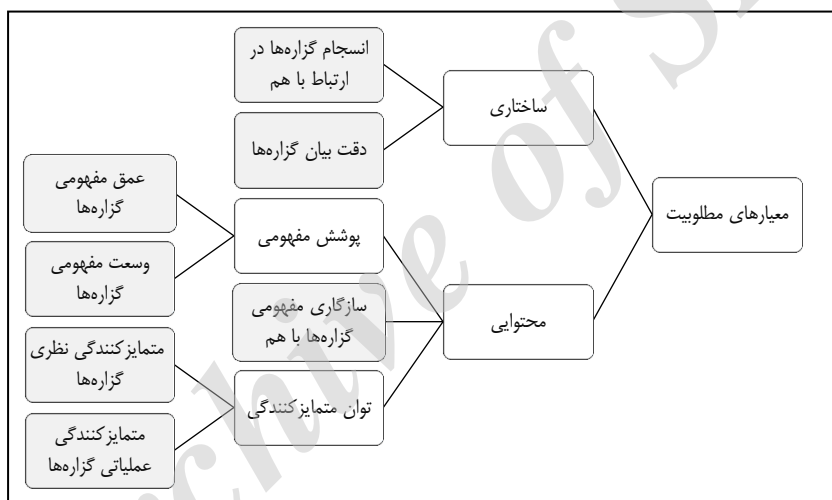 معیارهای مطلوبیت
ساختاری
انسجام گزاره‌ها در
ارتباط با هم
دقت بیان گزاره‌ها
محتوایی
پوشش مفهومی
عمق مفهومی
گزاره‌ها
وسعت مفهومی
گزاره‌ها
سازگاری مفهومی
گزاره‌ها با هم
توان متمایزکنندگی
متمایزکنندگی نظری
گزاره‌ها
متمایزکنندگی
عملیاتی گزاره‌ها
rchive of S